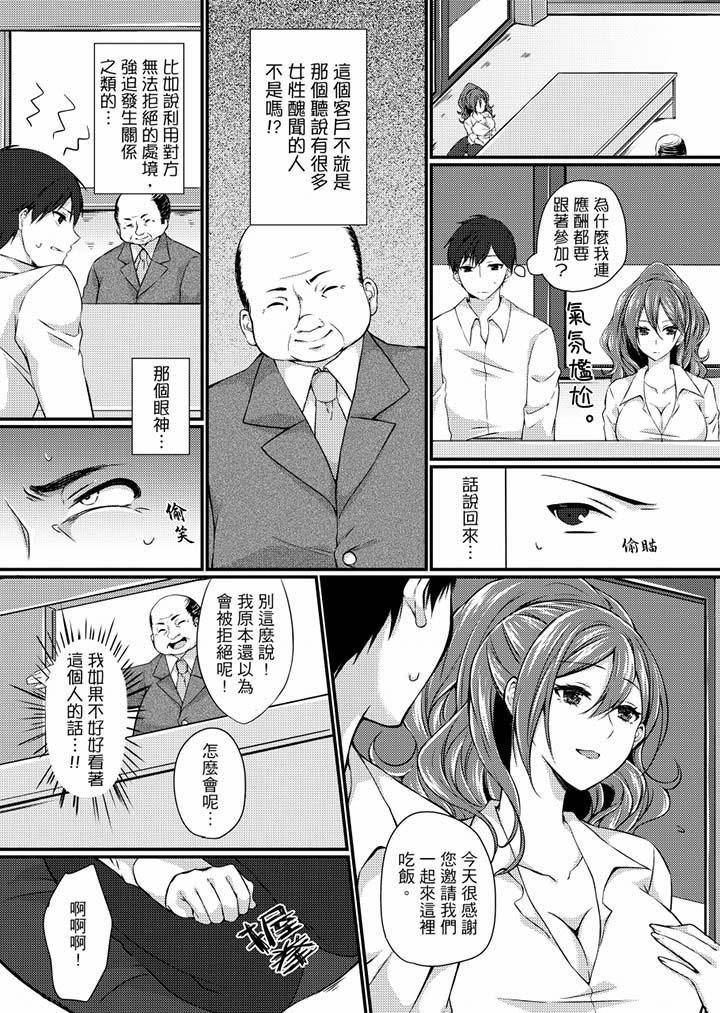 為什麼我連
應酬都要
跟著參加？
氣氛尷尬。
這個客戶不就是
那個聽說有很多
女性醜聞的人
不是嗎!?
比如說利用對方
無法拒絕的處境，
強迫發生關係
之類的…
話說回來…
偷瞄
那個眼神…
偷笑
今天很感謝
您邀請我們
一起來這裡
吃飯。
別這麼說！
我原本還以為
會被拒絕呢！
怎麼會呢…
我如果不好好看著
這個人的話…!!
握拳
啊啊啊！